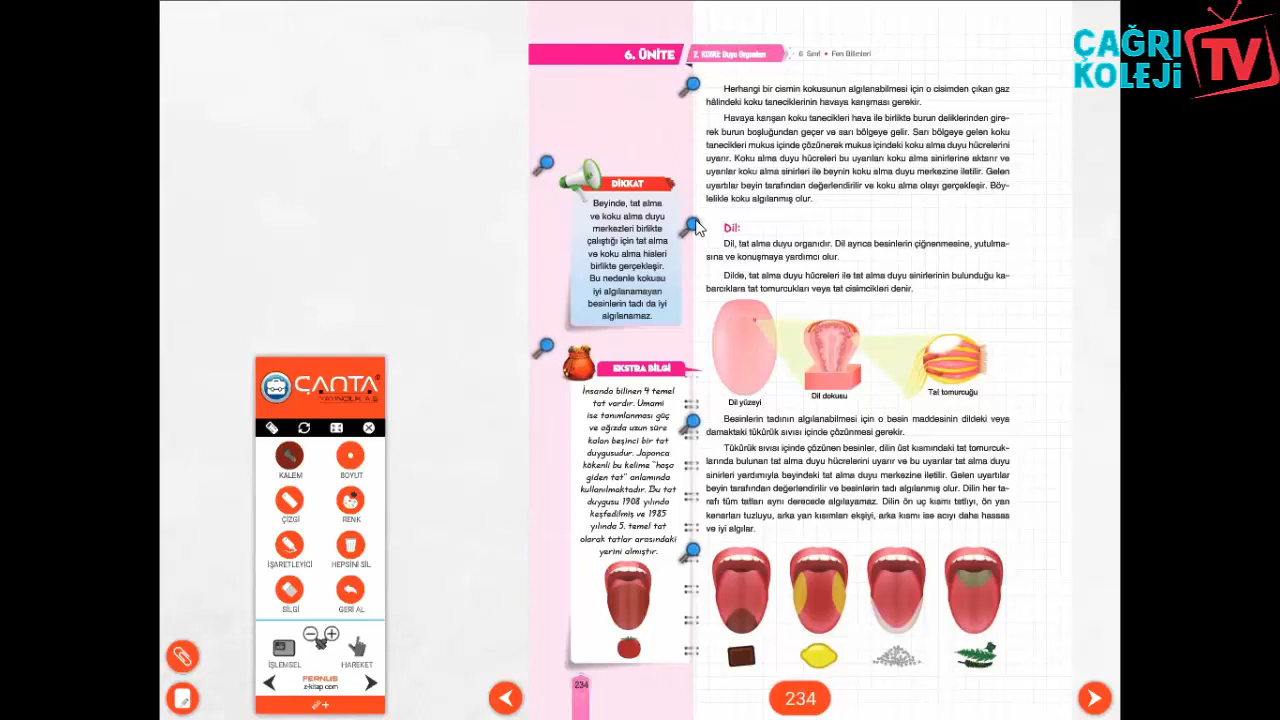 ÇAĞRI
KOLEJİ
TV
6. ÜNİTE
2. KONU: Duyu Organları
6. Sınıf • Fen Bilimleri
Herhangi bir cismin kokusunun algılanabilmesi için o cisimden çıkan gaz
hâlindeki koku taneciklerinin havaya karışması gerekir.
Havaya karışan koku tanecikleri hava ile birlikte burun deliklerinden gire-
rek burun boşluğundan geçer ve sarı bölgeye gelir. Sarı bölgeye gelen koku
tanecikleri mukus içinde çözünerek mukus içindeki koku alma duyu hücrelerini
uyarır. Koku alma duyu hücreleri bu uyarıları koku alma sinirlerine aktarır ve
uyarılar koku alma sinirleri ile beynin koku alma duyu merkezine iletilir. Gelen
uyartılar beyin tarafından değerlendirilir ve koku alma olayı gerçekleşir. Böy-
lelikle koku algılanmış olur.
DİKKAT
Beyinde, tat alma
ve koku alma duyu
merkezleri birlikte
çalıştığı için tat alma
ve koku alma hisleri
birlikte gerçekleşir.
Bu nedenle kokusu
iyi algılanamayan
besinlerin tadı da iyi
algılanamaz.
Dil:
Dil, tat alma duyu organıdır. Dil ayrıca besinlerin çiğnenmesine, yutulma-
sına ve konuşmaya yardımcı olur.
Dilde, tat alma duyu hücreleri ile tat alma duyu sinirlerinin bulunduğu ka-
barcıklara tat tomurcukları veya tat cisimcikleri denir.
Dil yüzeyi
Dil dokusu
Tat tomurcuğu
EKSTRA BİLGİ
İnsanda bilinen 4 temel
tat vardır. Umami
ise tanımlanması güç
ve ağızda uzun süre
kalan beşinci bir tat
duygusudur. Japonca
kökenli bu kelime "hoşa
giden tat" anlamında
kullanılmaktadır. Bu tat
duygusu 1908 yılında
keşfedilmiş ve 1985
yılında 5. temel tat
olarak tatlar arasındaki
yerini almıştır.
Besinlerin tadının algılanabilmesi için o besin maddesinin dildeki veya
damaktaki tükürük sıvısı içinde çözünmesi gerekir.
Tükürük sıvısı içinde çözünen besinler, dilin üst kısmındaki tat tomurcuk-
larında bulunan tat alma duyu hücrelerini uyarır ve bu uyarılar tat alma duyu
sinirleri yardımıyla beyindeki tat alma duyu merkezine iletilir. Gelen uyartılar
beyin tarafından değerlendirilir ve besinlerin tadı algılanmış olur. Dilin her ta-
rafı tüm tatları aynı derecede algılayamaz. Dilin ön uç kısmı tatlıyı, ön yan
kenarları tuzluyu, arka yan kısımları ekşiyi, arka kısmı ise acıyı daha hassas
ve iyi algılar.
234
234
ÇANTA
YAYINCILIK A.Ş.
KALEM
BOYUT
ÇİZGİ
RENK
İŞARETLEYİCİ
HEPSİNİ SİL
SİLGİ
GERİ AL
İŞLEMSEL
HAREKET
FERNUS
z-kitap.com